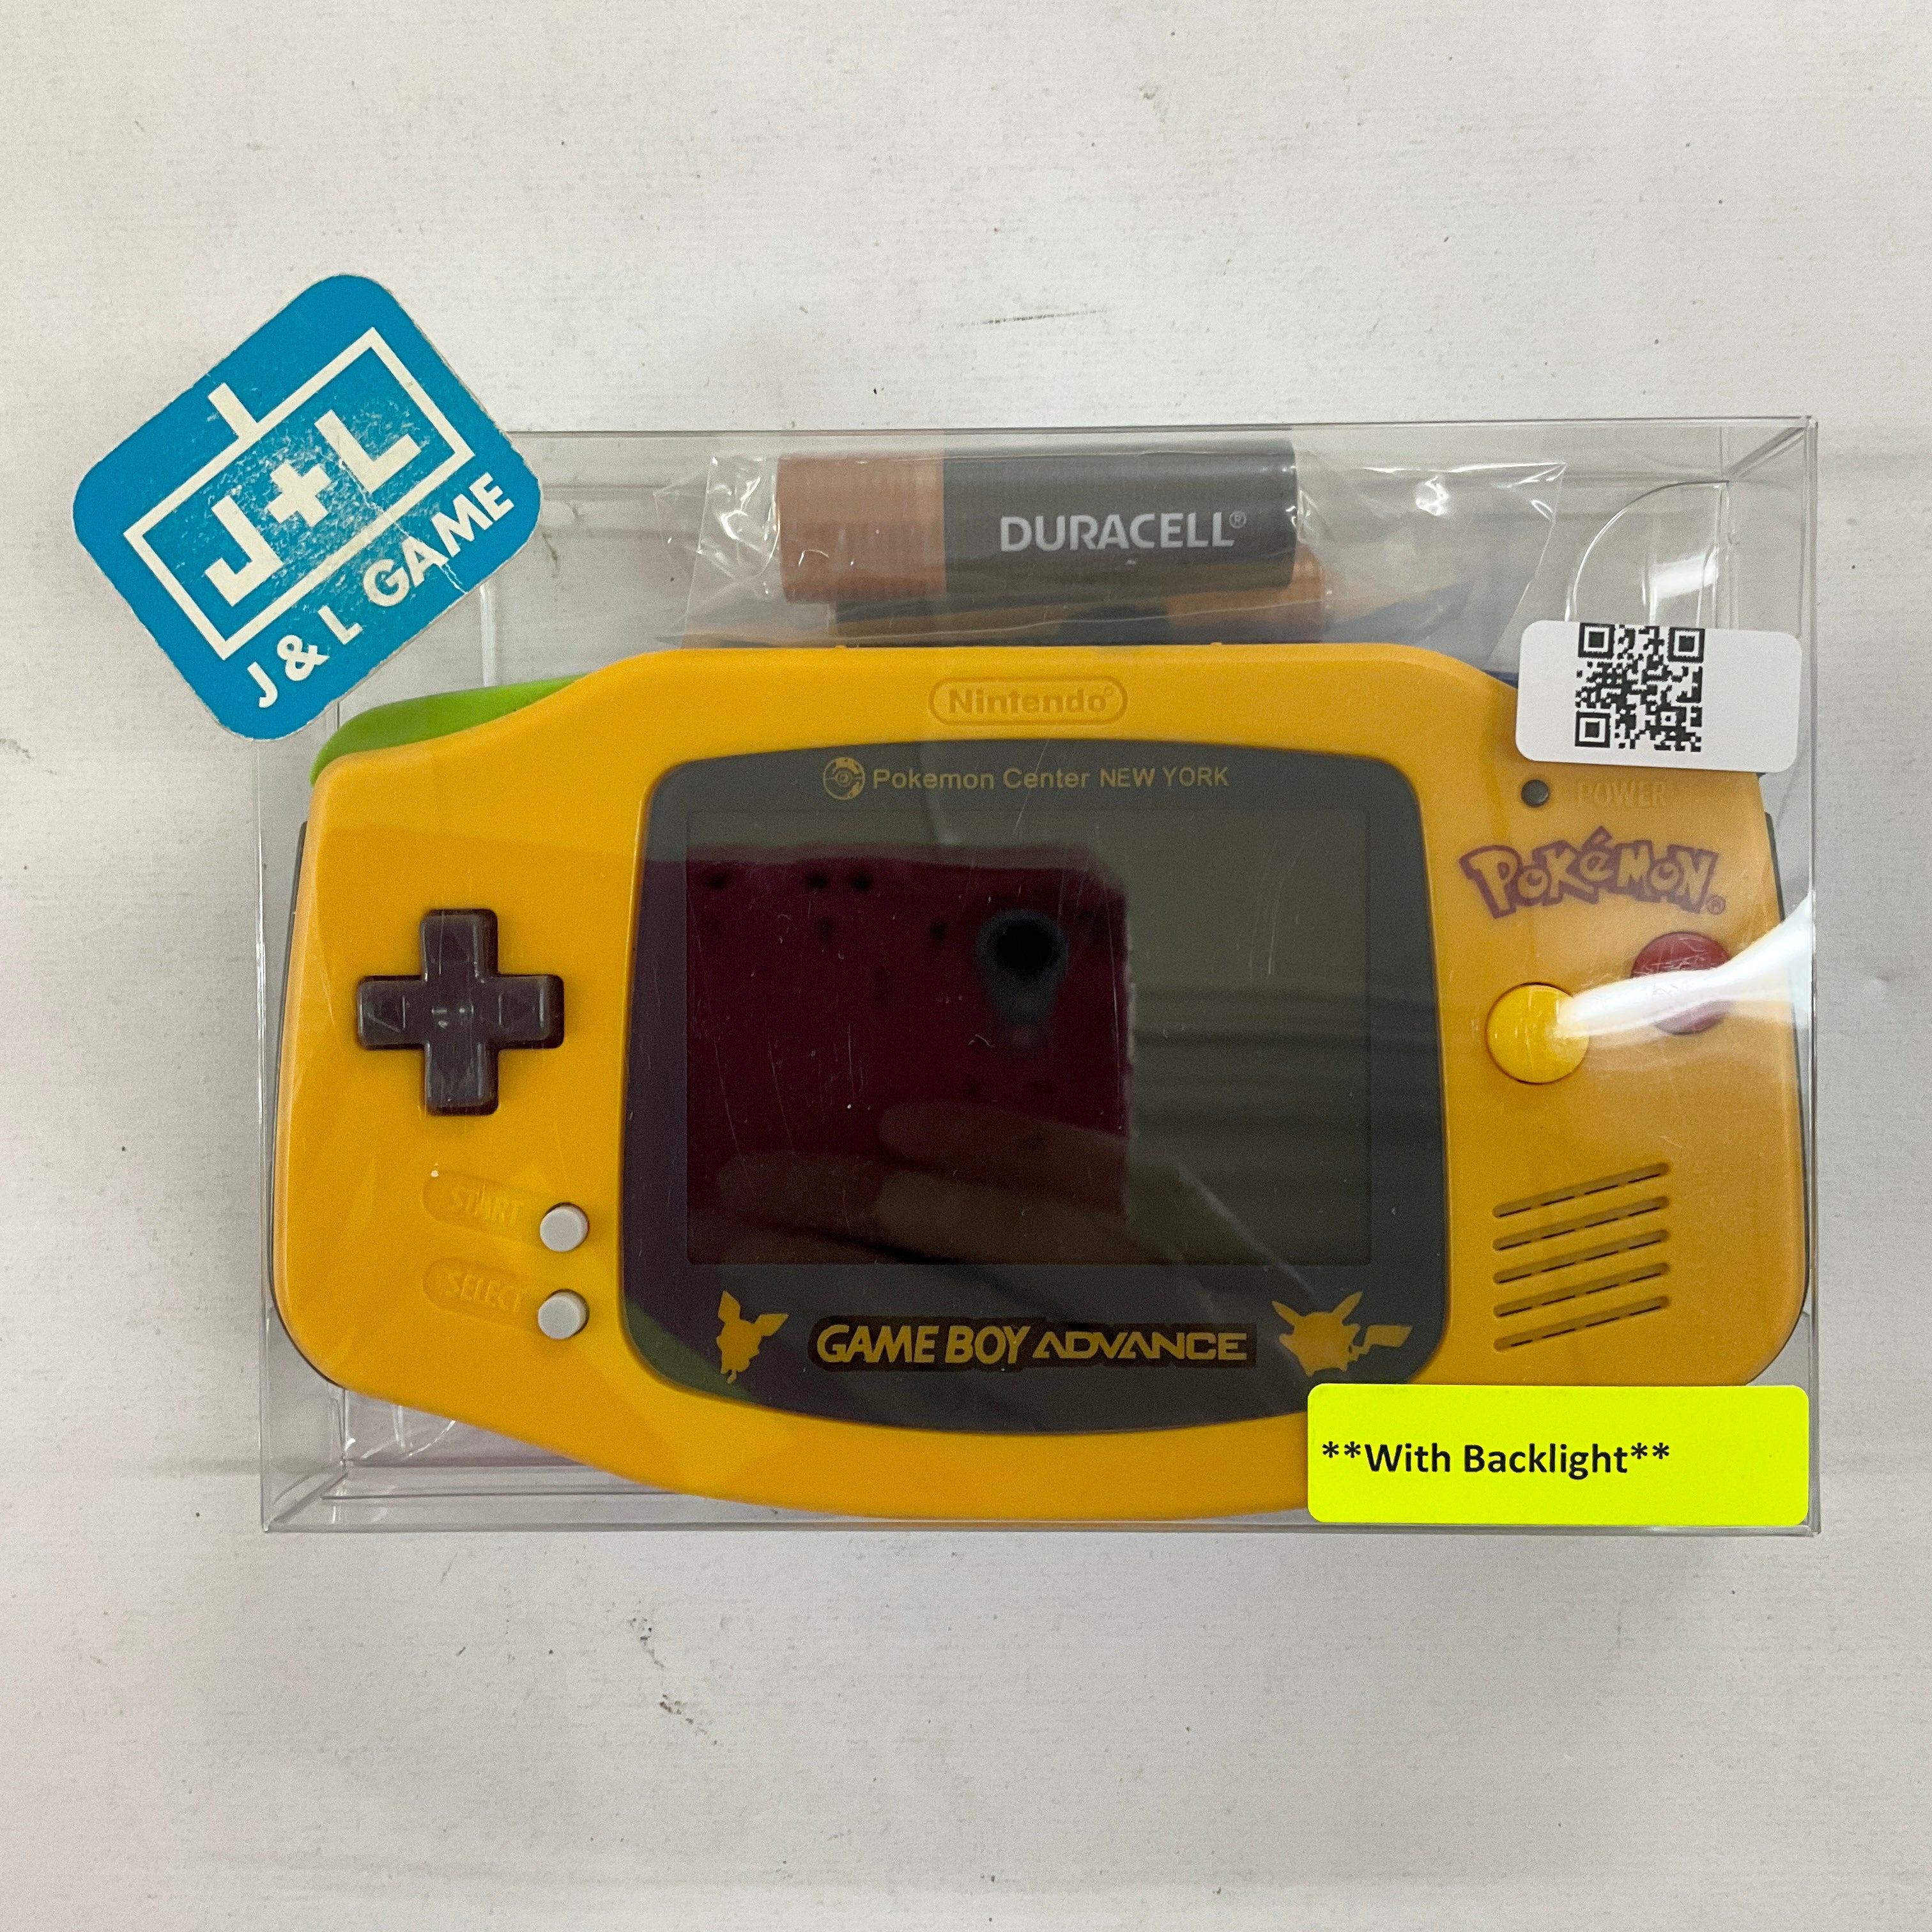 J+L
J & L GAME
DURACELL®
Nintendo®
Pokemon Center NEW YORK
POWER
POKéMON®
START
SELECT
GAME BOY ADVANCE
**With Backlight**